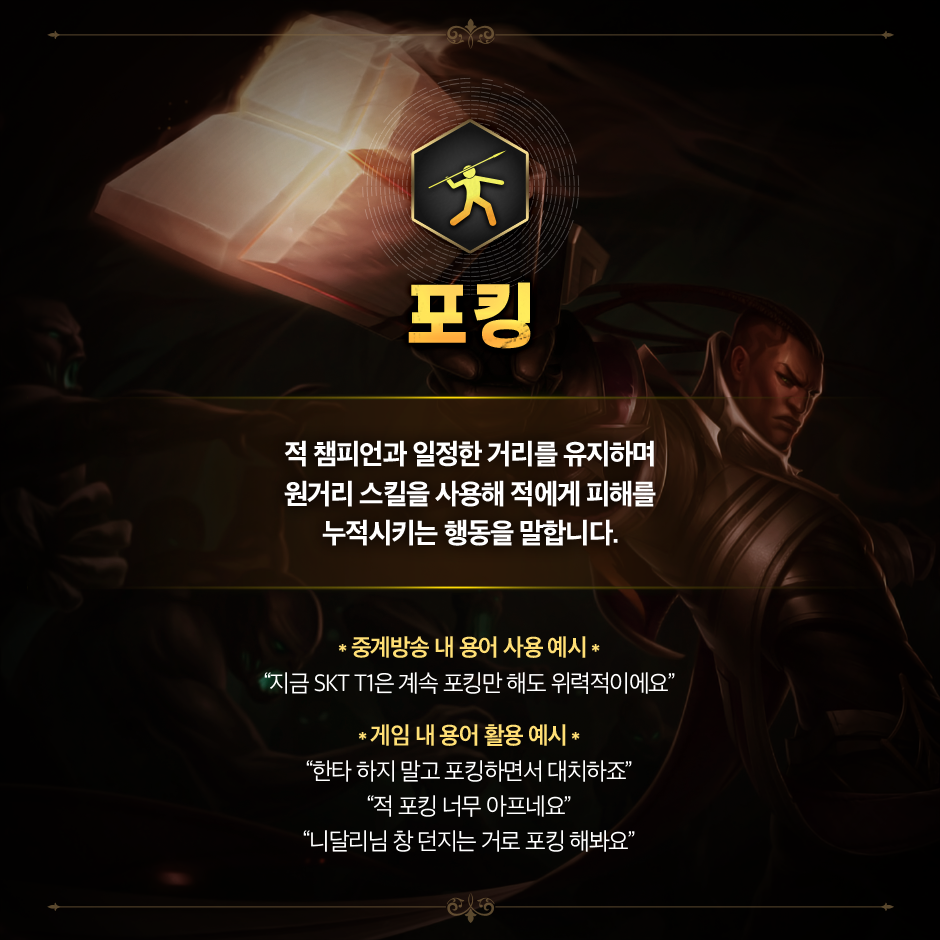 포킹
적 챔피언과 일정한 거리를 유지하며
원거리 스킬을 사용해 적에게 피해를
누적시키는 행동을 말합니다.
* 중계방송 내 용어 사용 예시 *
“지금 SKT T1은 계속 포킹만 해도 위력적이에요”
* 게임 내 용어 활용 예시 *
“한타 하지 말고 포킹하면서 대치하죠”
“적 포킹 너무 아프네요”
“니달리님 창 던지는 거로 포킹 해봐요”